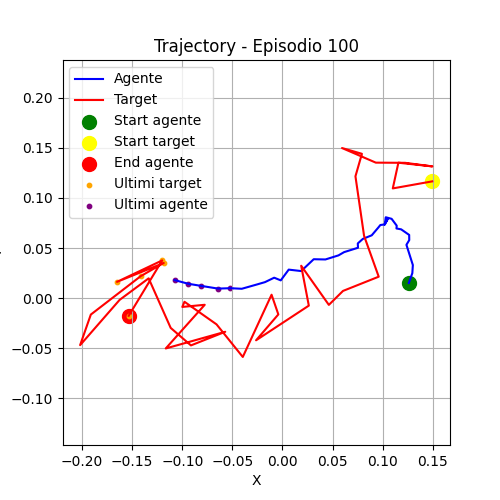 Trajectory - Episodio 100
Agente
Target
Start agente
Start target
End agente
Ultimi target
Ultimi agente
0.20
0.15
0.10
0.05
0.00
−0.05
−0.10
−0.20 −0.15 −0.10 −0.05 0.00 0.05 0.10 0.15
X